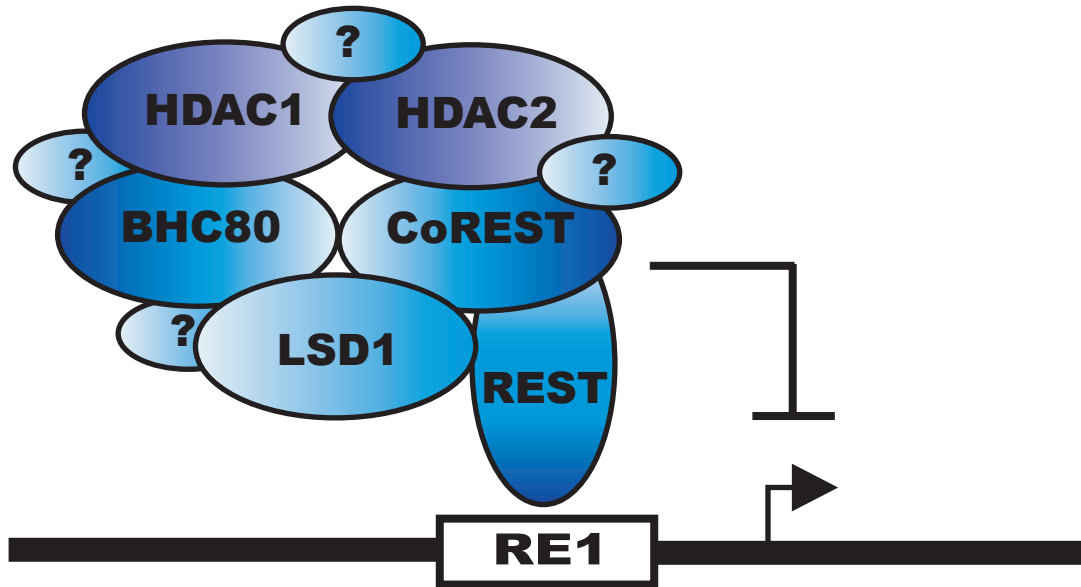 ?
HDAC1
HDAC2
?
?
BHC80
CoREST
?
LSD1
REST
RE1